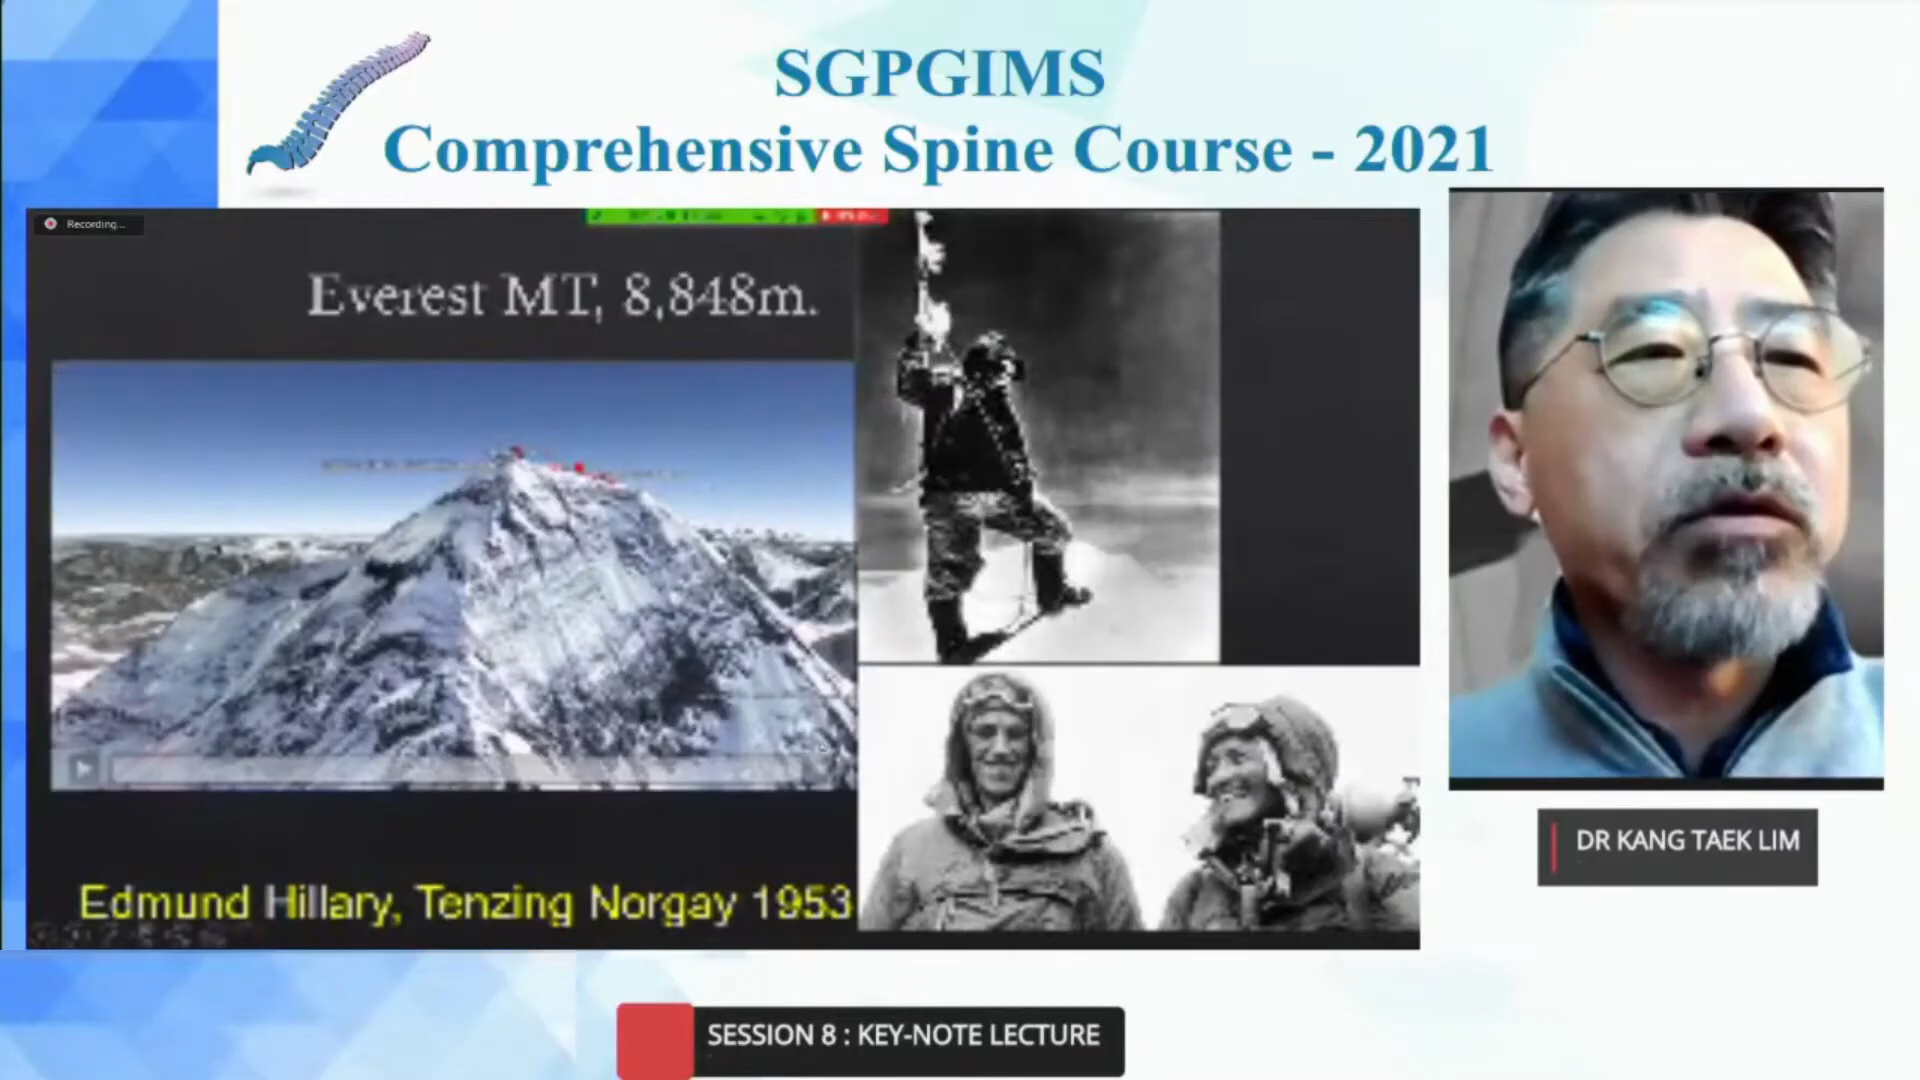 SGPGIMS
Comprehensive Spine Course - 2021
Recording...
Everest MT, 8,848m.
Edmund Hillary, Tenzing Norgay 1953
DR KANG TAEK LIM
SESSION 8 : KEY-NOTE LECTURE